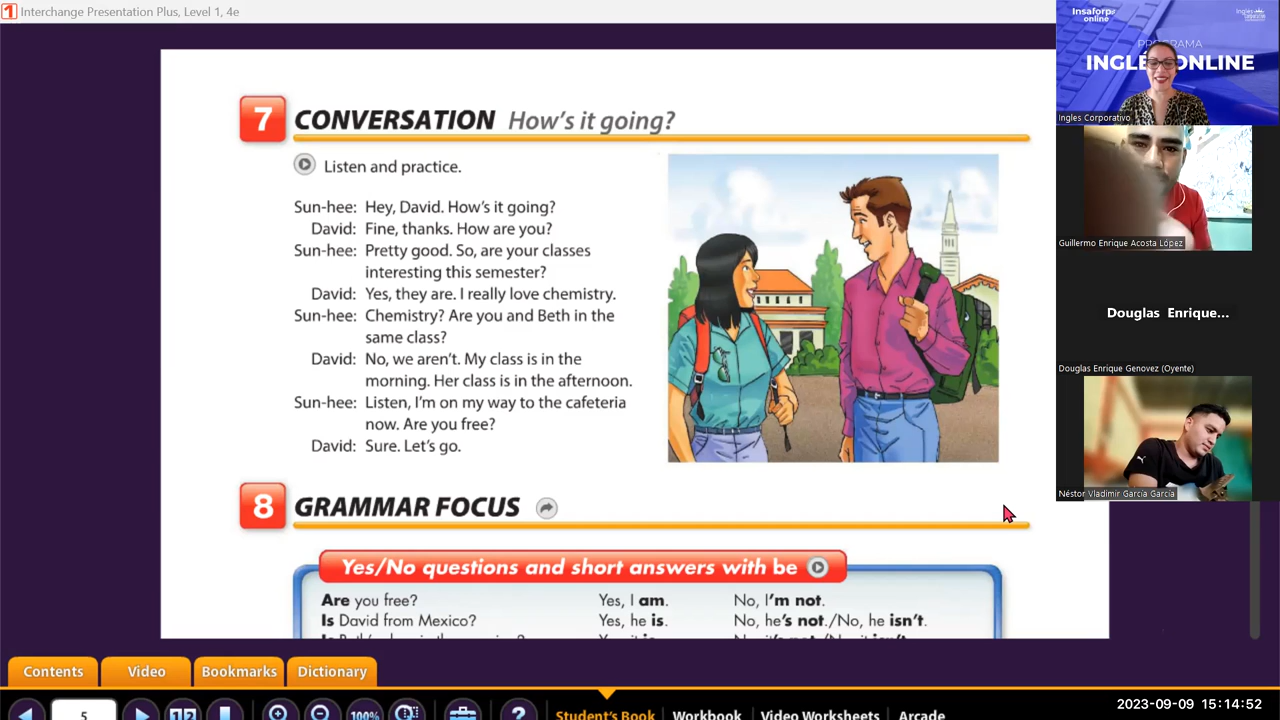 Interchange Presentation Plus, Level 1, 4e
7 CONVERSATION How's it going?
Listen and practice.
Sun-hee: Hey, David. How's it going?
David: Fine, thanks. How are you?
Sun-hee: Pretty good. So, are your classes
interesting this semester?
David: Yes, they are. I really love chemistry.
Sun-hee: Chemistry? Are you and Beth in the
same class?
David: No, we aren't. My class is in the
morning. Her class is in the afternoon.
Sun-hee: Listen, I'm on my way to the cafeteria
now. Are you free?
David: Sure. Let's go.
8 GRAMMAR FOCUS
Yes/No questions and short answers with be
Are you free? Yes, I am. No, I'm not.
Is David from Mexico? Yes, he is. No, he's not./No, he isn't.
Contents Video Bookmarks Dictionary
5 1 2 100% ? Student's Book Workbook Video Worksheets Arcade
Insaforp
online
PROGRAMA
INGLÉS ONLINE
Ingles Corporativo
Guillermo Enrique Acosta López
Douglas Enrique...
Douglas Enrique Genovez (Oyente)
Néstor Vladimir García García
2023-09-09 15:14:52